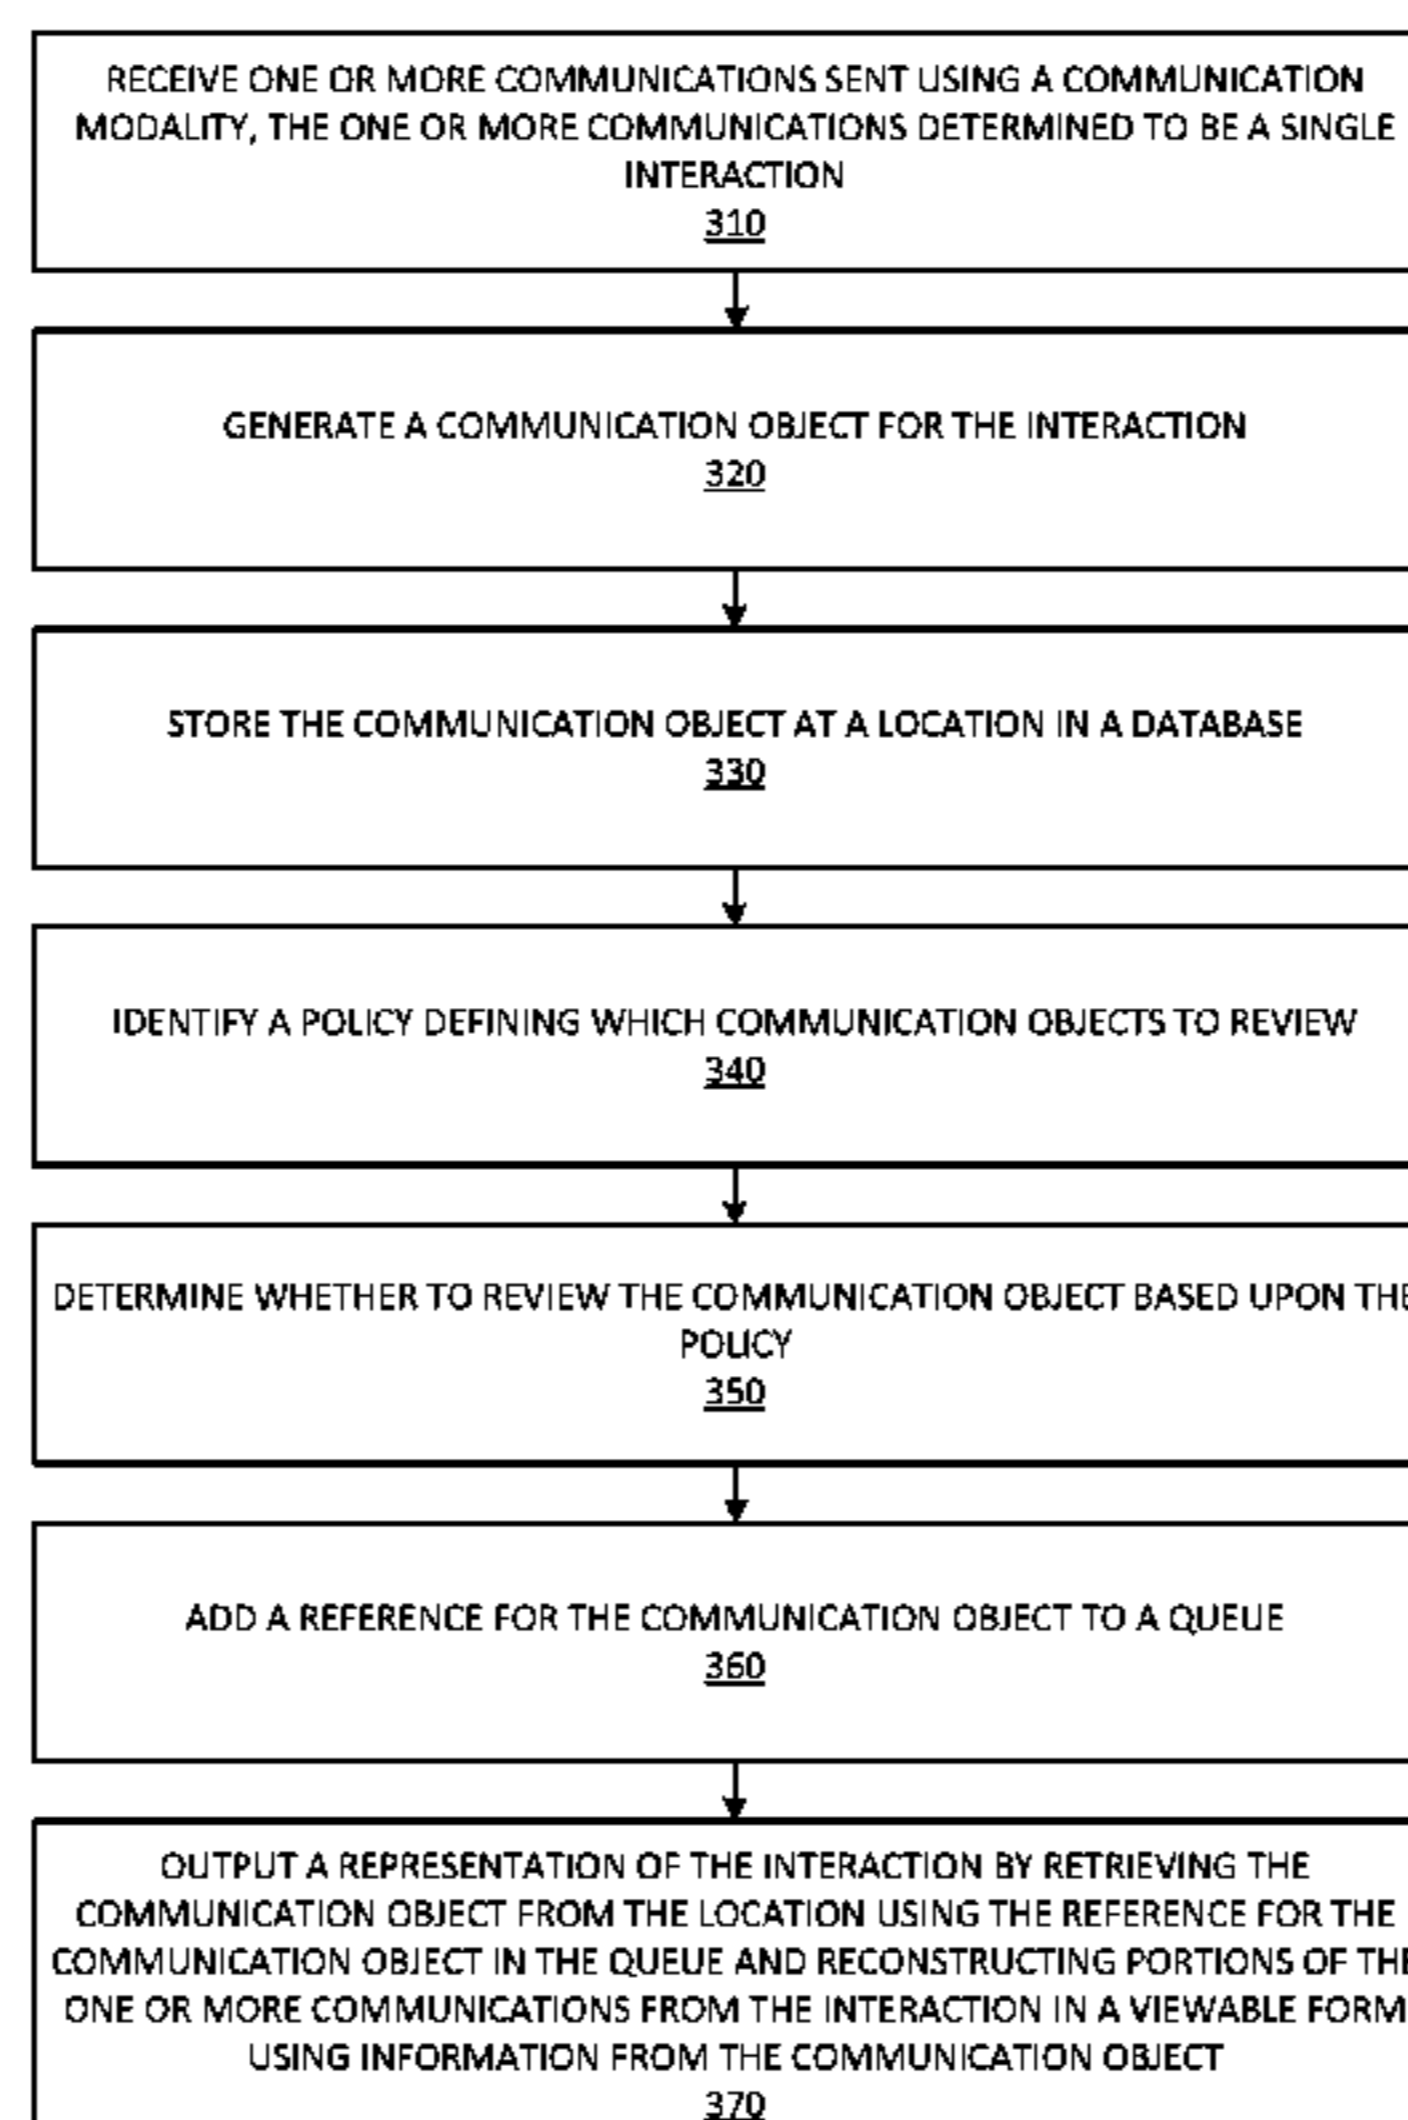 RECEIVE ONE OR MORE COMMUNICATIONS SENT USING A COMMUNICATION
MODALITY, THE ONE OR MORE COMMUNICATIONS DETERMINED TO BE A SINGLE
INTERACTION
310
GENERATE A COMMUNICATION OBJECT FOR THE INTERACTION
320
STORE THE COMMUNICATION OBJECT AT A LOCATION IN A DATABASE
330
IDENTIFY A POLICY DEFINING WHICH COMMUNICATION OBJECTS TO REVIEW
340
DETERMINE WHETHER TO REVIEW THE COMMUNICATION OBJECT BASED UPON THE
POLICY
350
ADD A REFERENCE FOR THE COMMUNICATION OBJECT TO A QUEUE
360
OUTPUT A REPRESENTATION OF THE INTERACTION BY RETRIEVING THE
COMMUNICATION OBJECT FROM THE LOCATION USING THE REFERENCE FOR THE
COMMUNICATION OBJECT IN THE QUEUE AND RECONSTRUCTING PORTIONS OF THE
ONE OR MORE COMMUNICATIONS FROM THE INTERACTION IN A VIEWABLE FORM
USING INFORMATION FROM THE COMMUNICATION OBJECT
370